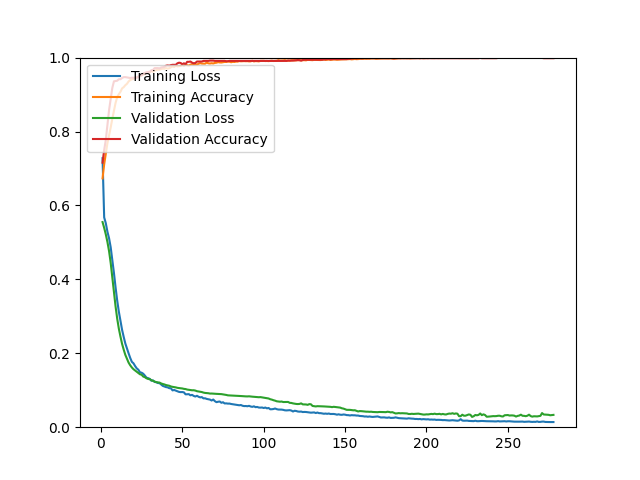 1.0
0.8
0.6
0.4
0.2
0.0
Training Loss
Training Accuracy
Validation Loss
Validation Accuracy
0 50 100 150 200 250